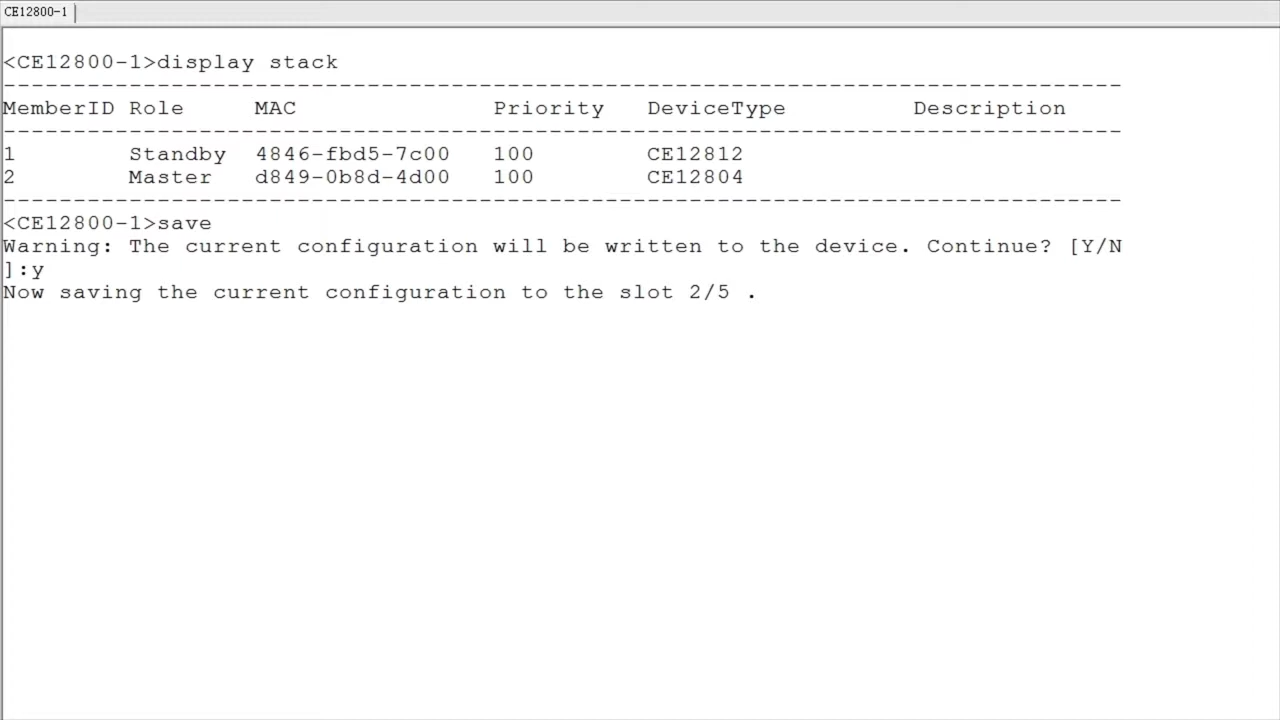 CE12800-1
<CE12800-1>display stack
--------------------------------------------------------------------------------
MemberID Role     MAC              Priority   DeviceType         Description
--------------------------------------------------------------------------------
1        Standby  4846-fbd5-7c00   100        CE12812
2        Master   d849-0b8d-4d00   100        CE12804
--------------------------------------------------------------------------------
<CE12800-1>save
Warning: The current configuration will be written to the device. Continue? [Y/N
]:y
Now saving the current configuration to the slot 2/5 .